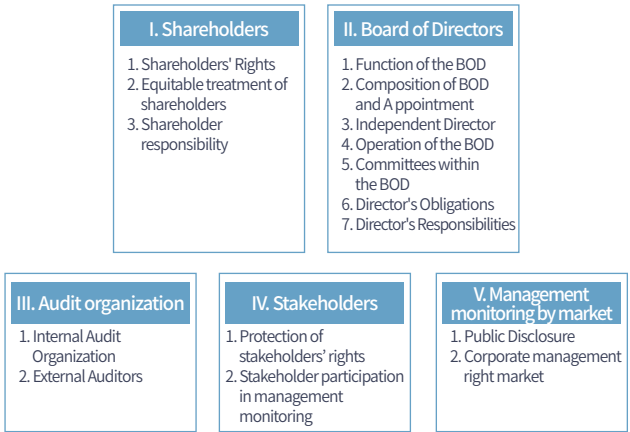 I. Shareholders
1. Shareholders' Rights
2. Equitable treatment of
shareholders
3. Shareholder
responsibility
II. Board of Directors
1. Function of the BOD
2. Composition of BOD
and A ppointment
3. Independent Director
4. Operation of the BOD
5. Committees within
the BOD
6. Director's Obligations
7. Director's Responsibilities
III. Audit organization
1. Internal Audit
Organization
2. External Auditors
IV. Stakeholders
1. Protection of
stakeholders’ rights
2. Stakeholder participation
in management
monitoring
V. Management
monitoring by market
1. Public Disclosure
2. Corporate management
right market